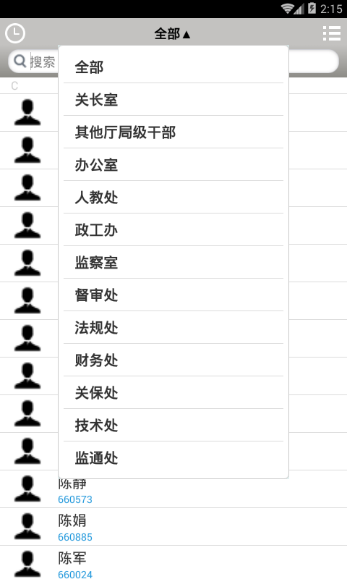 2:15
全部▲
搜索
C
全部
关长室
其他厅局级干部
办公室
人教处
政工办
监察室
督审处
法规处
财务处
关保处
技术处
监通处
陈静
660573
陈娟
660885
陈军
660024